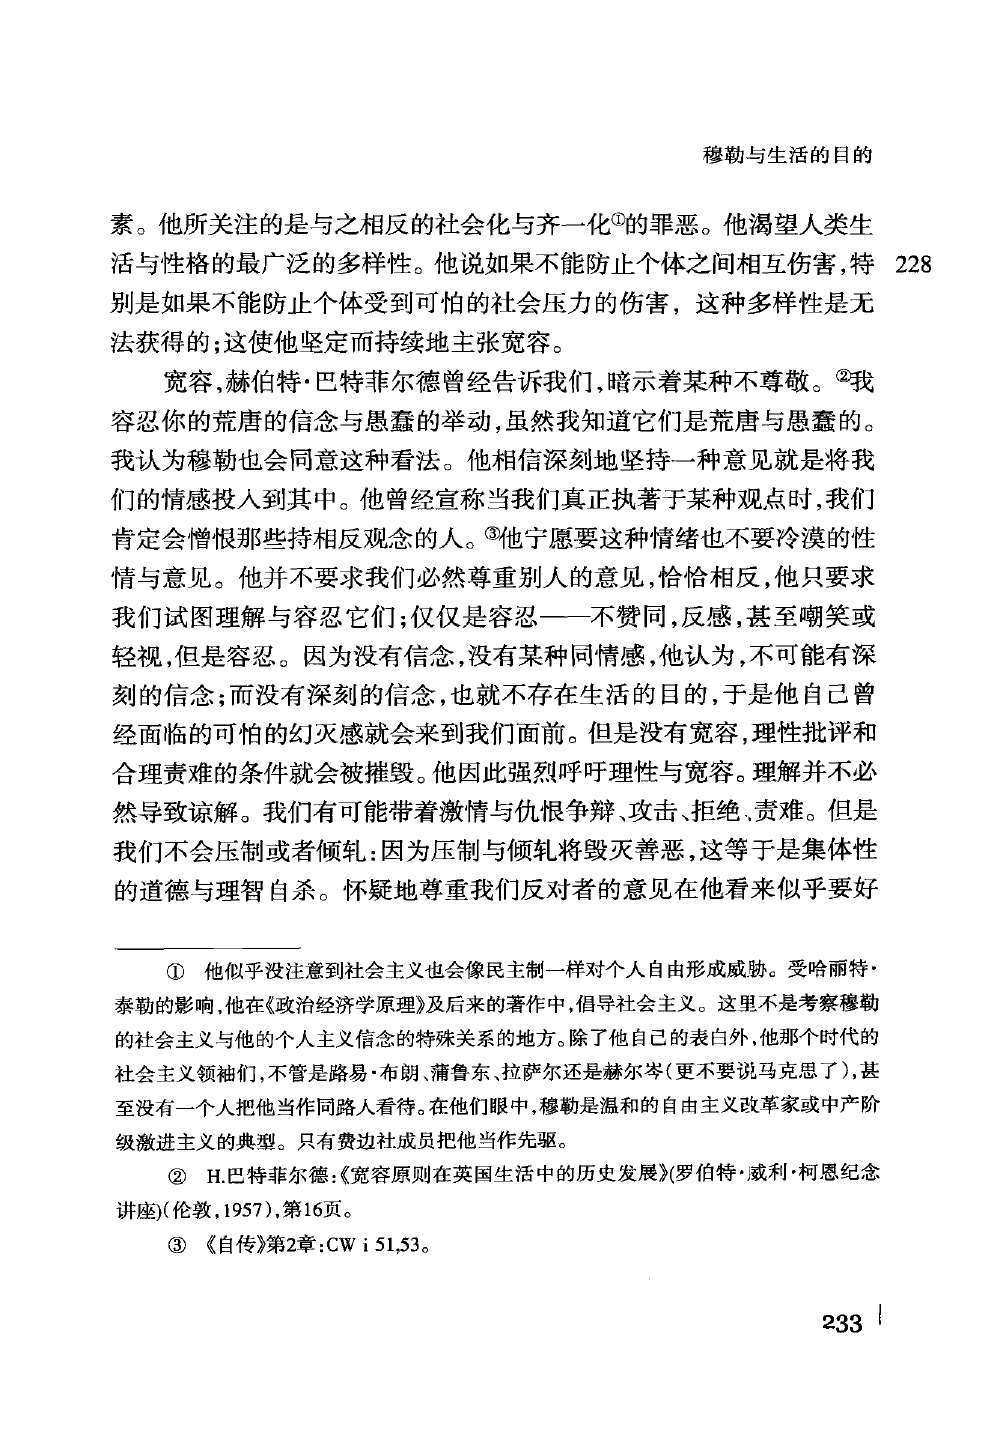 穆勒与生活的目的
素。他所关注的是与之相反的社会化与齐一化①的罪恶。他渴望人类生
活与性格的最广泛的多样性。他说如果不能防止个体之间相互伤害,特 228
别是如果不能防止个体受到可怕的社会压力的伤害,这种多样性是无
法获得的;这使他坚定而持续地主张宽容。
宽容,赫伯特·巴特菲尔德曾经告诉我们,暗示着某种不尊敬。②我
容忍你的荒唐的信念与愚蠢的举动,虽然我知道它们是荒唐与愚蠢的。
我认为穆勒也会同意这种看法。他相信深刻地坚持一种意见就是将我
们的情感投入到其中。他曾经宣称当我们真正执著于某种观点时,我们
肯定会憎恨那些持相反观念的人。③他宁愿要这种情绪也不要冷漠的性
情与意见。他并不要求我们必然尊重别人的意见,恰恰相反,他只要求
我们试图理解与容忍它们;仅仅是容忍——不赞同,反感,甚至嘲笑或
轻视,但是容忍。因为没有信念,没有某种同情感,他认为,不可能有深
刻的信念;而没有深刻的信念,也就不存在生活的目的,于是他自己曾
经面临的可怕的幻灭感就会来到我们面前。但是没有宽容,理性批评和
合理责难的条件就会被摧毁。他因此强烈呼吁理性与宽容。理解并不必
然导致谅解。我们有可能带着激情与仇恨争辩、攻击、拒绝、责难。但是
我们不会压制或者倾轧:因为压制与倾轧将毁灭善恶,这等于是集体性
的道德与理智自杀。怀疑地尊重我们反对者的意见在他看来似乎要好
① 他似乎没注意到社会主义也会像民主制一样对个人自由形成威胁。受哈丽特·
泰勒的影响,他在《政治经济学原理》及后来的著作中,倡导社会主义。这里不是考察穆勒
的社会主义与他的个人主义信念的特殊关系的地方。除了他自己的表白外,他那个时代的
社会主义领袖们,不管是路易·布朗、蒲鲁东、拉萨尔还是赫尔岑(更不要说马克思了),甚
至没有一个人把他当作同路人看待。在他们眼中,穆勒是温和的自由主义改革家或中产阶
级激进主义的典型。只有费边社成员把他当作先驱。
② H.巴特菲尔德:《宽容原则在英国生活中的历史发展》(罗伯特·威利·柯恩纪念
讲座)(伦敦,1957),第16页。
③ 《自传》第2章:CW i 51,53。
233